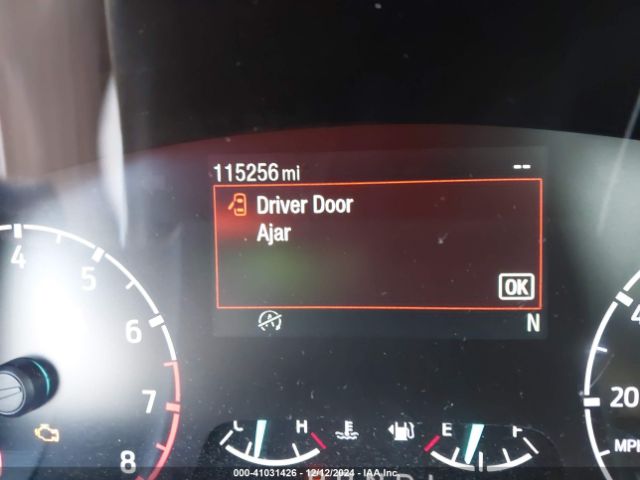 115256 mi --
Driver Door
Ajar
OK
N
4
5
6
7
8
C H
E F
4
20
MPH
000-41031426 - 12/12/2024 - IAA Inc.